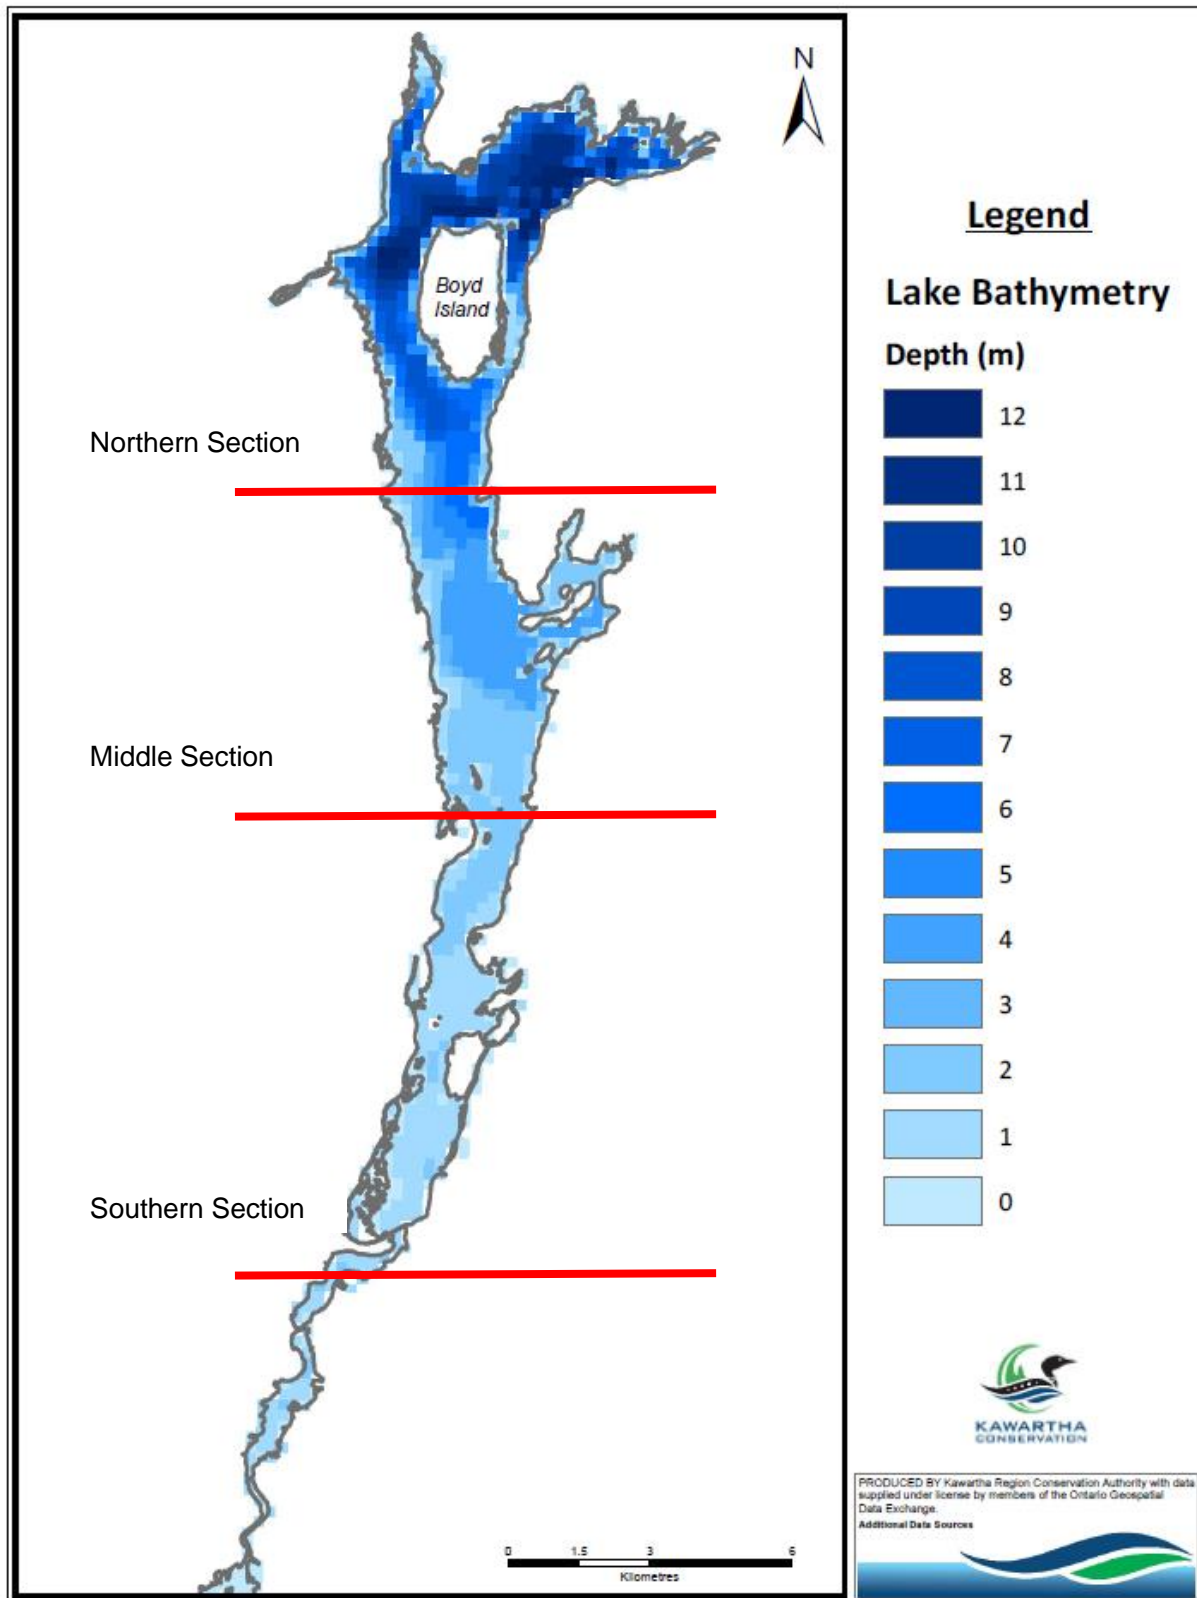 N
Boyd
Island
Northern Section
Middle Section
Southern Section
0 1.5 3 6
Kilometres
Legend
Lake Bathymetry
Depth (m)
12
11
10
9
8
7
6
5
4
3
2
1
0
KAWARTHA
CONSERVATION
PRODUCED BY Kawartha Region Conservation Authority with data
supplied under license by members of the Ontario Geospatial
Data Exchange.
Additional Data Sources